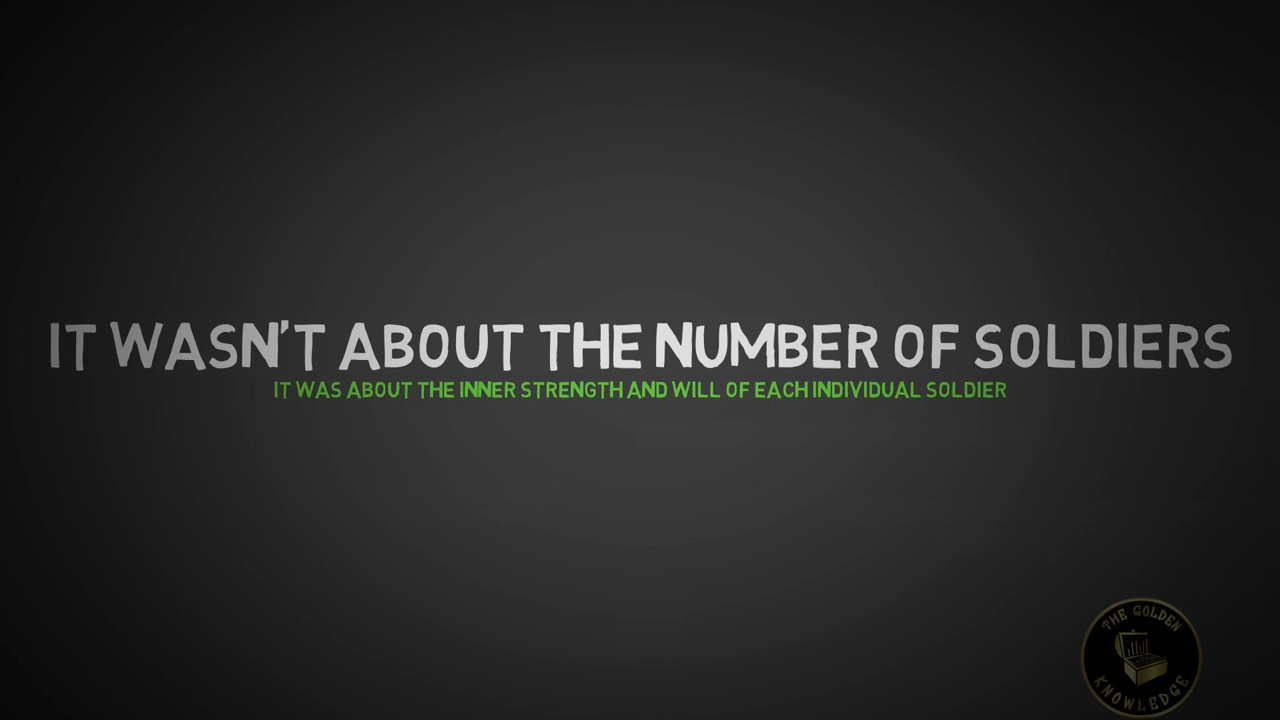 IT WASN'T ABOUT THE NUMBER OF SOLDIERS
IT WAS ABOUT THE INNER STRENGTH AND WILL OF EACH INDIVIDUAL SOLDIER
THE GOLDEN
KNOWLEDGE